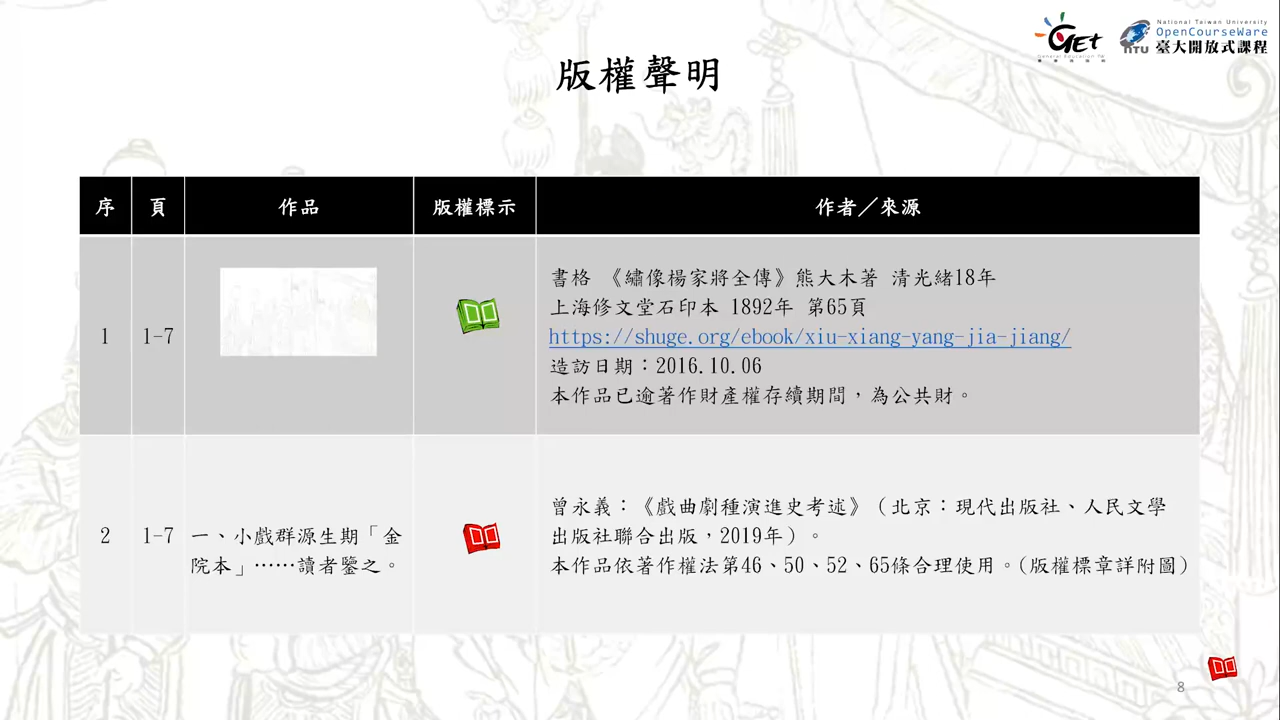 GET
General Education TW
National Taiwan University
OpenCourseWare
NTU 臺大開放式課程
版權聲明
序 頁 作品 版權標示 作者／來源
1 1-7
書格 《繡像楊家將全傳》熊大木著 清光緒18年
上海修文堂石印本 1892年 第65頁
https://shuge.org/ebook/xiu-xiang-yang-jia-jiang/
造訪日期：2016.10.06
本作品已逾著作財產權存續期間，為公共財。
2 1-7
一、小戲群源生期「金
院本」……讀者鑒之。
曾永義：《戲曲劇種演進史考述》（北京：現代出版社、人民文學
出版社聯合出版，2019年）。
本作品依著作權法第46、50、52、65條合理使用。（版權標章詳附圖）
8